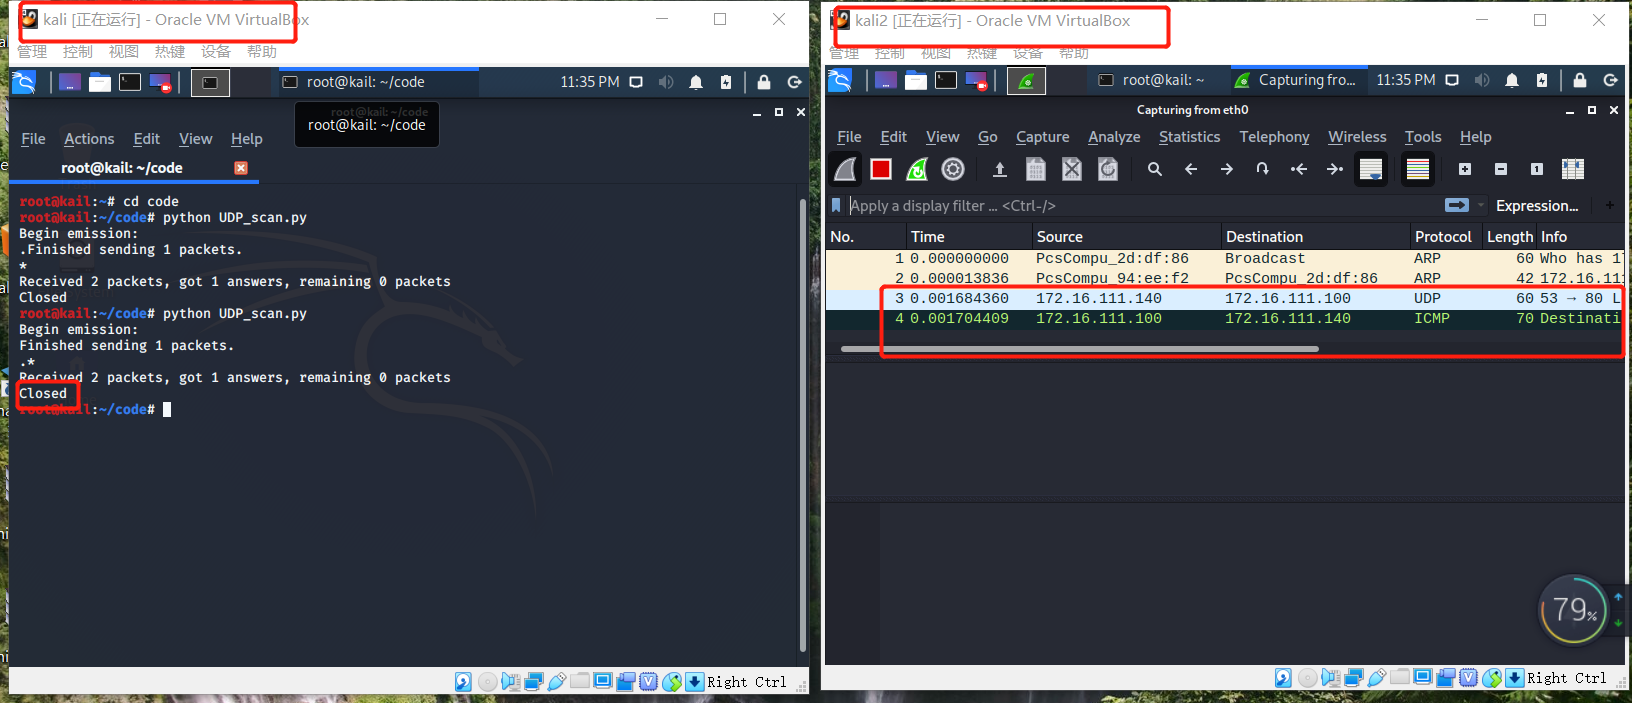 kali [正在运行] - Oracle VM VirtualBox
管理 控制 视图 热键 设备 帮助
root@kail: ~/code 11:35 PM
root@kail: ~/code
root@kail: ~/code
File Actions Edit View Help
root@kail: ~/code
root@kail:~# cd code
root@kail:~/code# python UDP_scan.py
Begin emission:
.Finished sending 1 packets.
*
Received 2 packets, got 1 answers, remaining 0 packets
Closed
root@kail:~/code# python UDP_scan.py
Begin emission:
Finished sending 1 packets.
.*
Received 2 packets, got 1 answers, remaining 0 packets
Closed
root@kail:~/code#
Right Ctrl
kali2 [正在运行] - Oracle VM VirtualBox
管理 控制 视图 热键 设备 帮助
root@kail: ~ Capturing fro... 11:35 PM
Capturing from eth0
File Edit View Go Capture Analyze Statistics Telephony Wireless Tools Help
Apply a display filter ... <Ctrl-/> Expression... +
No. Time Source Destination Protocol Length Info
1 0.000000000 PcsCompu_2d:df:86 Broadcast ARP 60 Who has 1
2 0.000013836 PcsCompu_94:ee:f2 PcsCompu_2d:df:86 ARP 42 172.16.11
3 0.001684360 172.16.111.140 172.16.111.100 UDP 60 53 → 80 L
4 0.001704409 172.16.111.100 172.16.111.140 ICMP 70 Destinati
79%
Right Ctrl